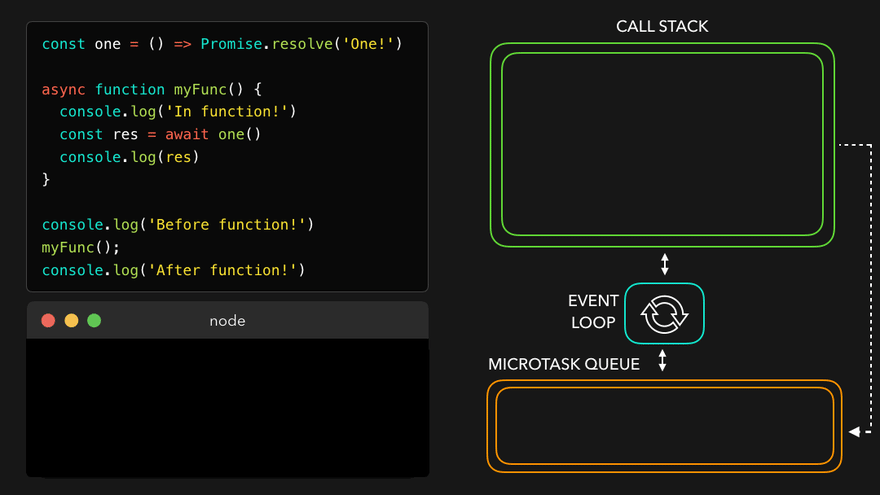 const one = () => Promise.resolve('One!')
async function myFunc() {
console.log('In function!')
const res = await one()
console.log(res)
}
console.log('Before function!')
myFunc();
console.log('After function!')
node
CALL STACK
EVENT
LOOP
MICROTASK QUEUE